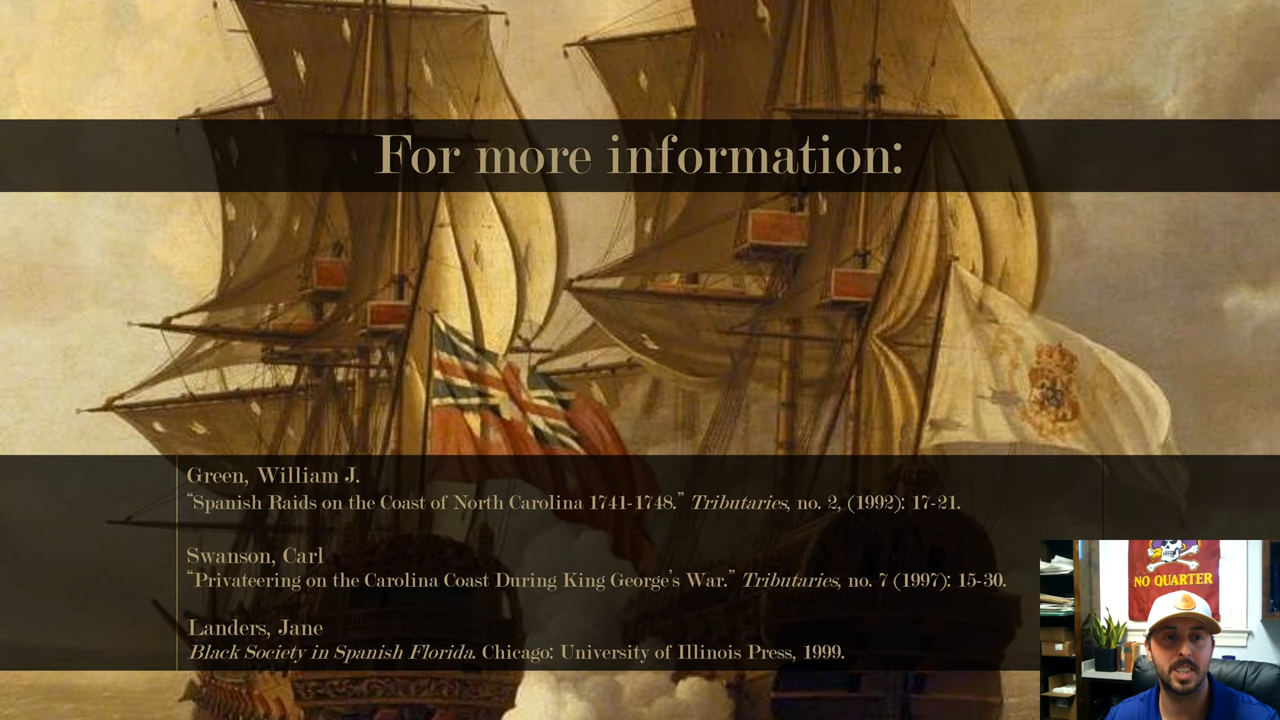 For more information:
Green, William J.
“Spanish Raids on the Coast of North Carolina 1741-1748.” Tributaries, no. 2, (1992): 17-21.
Swanson, Carl
“Privateering on the Carolina Coast During King George’s War.” Tributaries, no. 7 (1997): 15-30.
Landers, Jane
Black Society in Spanish Florida. Chicago: University of Illinois Press, 1999.
NO QUARTER